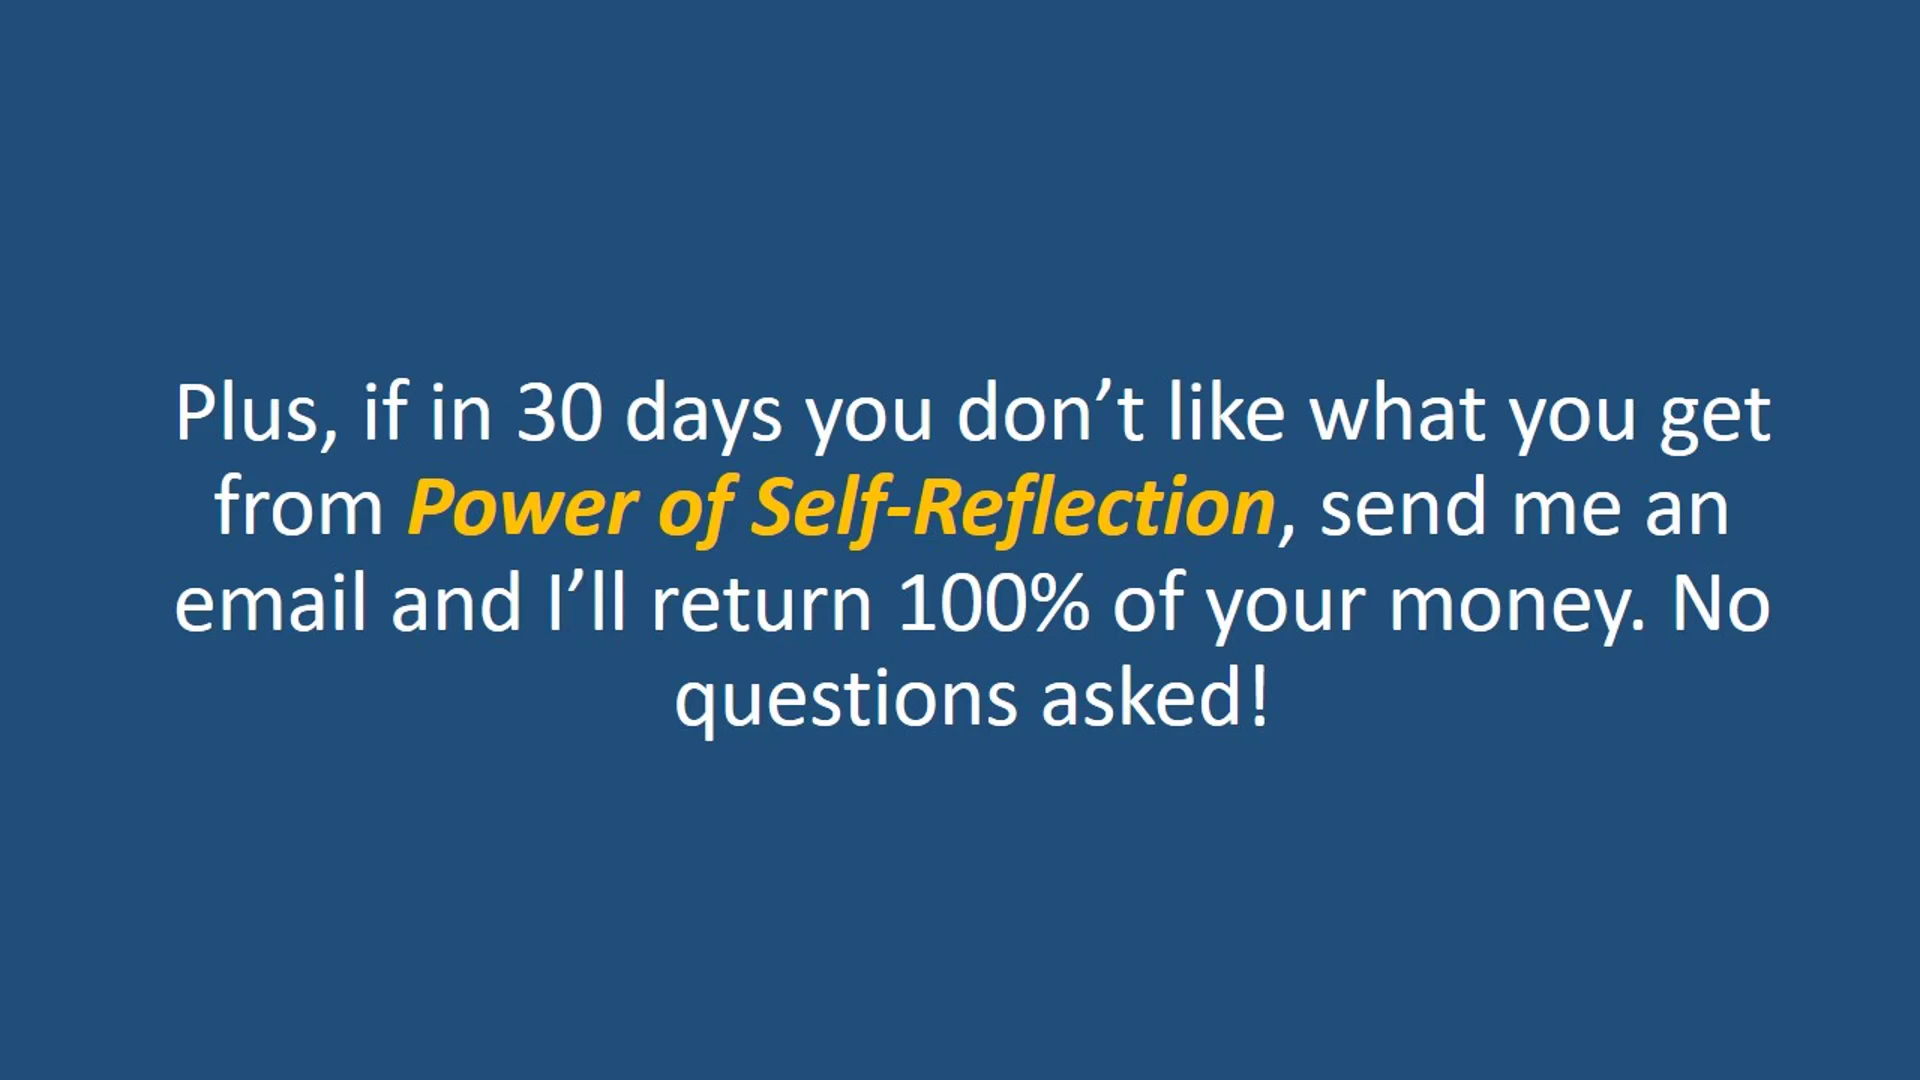 Plus, if in 30 days you don’t like what you get
from Power of Self-Reflection, send me an
email and I’ll return 100% of your money. No
questions asked!